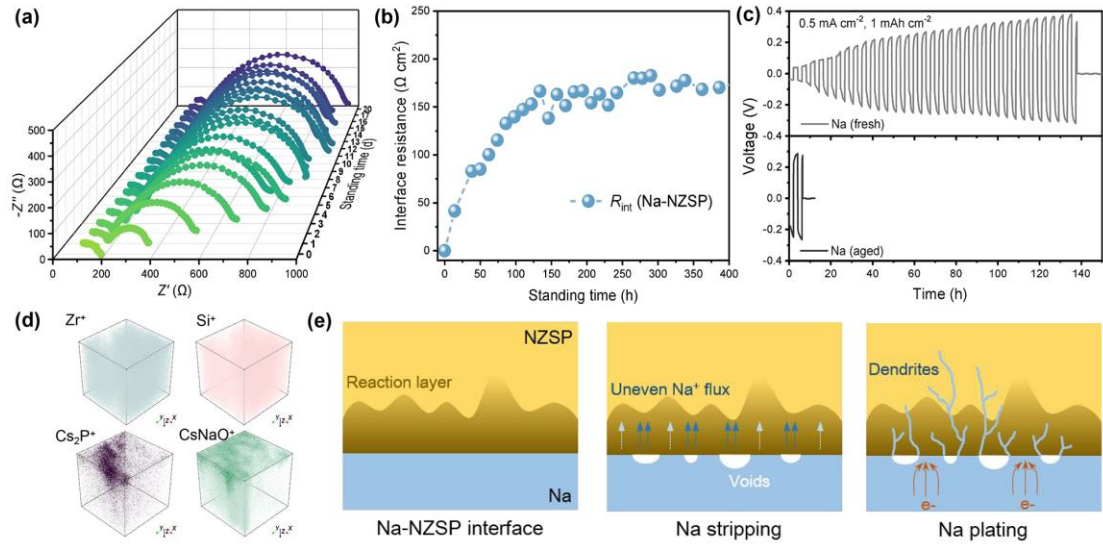 (a)
-Z′′ (Ω)
500
400
300
200
100
0
0
200
400
600
800
1000
Z′ (Ω)
Standing time (d)
(b)
Interface resistance (Ω cm²)
250
200
150
100
50
0
R_int (Na-NZSP)
0 50 100 150 200 250 300 350 400
Standing time (h)
(c)
0.5 mA cm⁻², 1 mAh cm⁻²
Voltage (V)
0.4
0.2
0.0
-0.2
-0.4
Na (fresh)
0.2
0.0
-0.2
-0.4
Na (aged)
0 20 40 60 80 100 120 140
Time (h)
(d)
Zr⁺
Si⁺
Cs₂P⁺
CsNaO⁺
(e)
NZSP
Reaction layer
Na
Na-NZSP interface
Uneven Na⁺ flux
Voids
Na stripping
Dendrites
e-
e-
Na plating